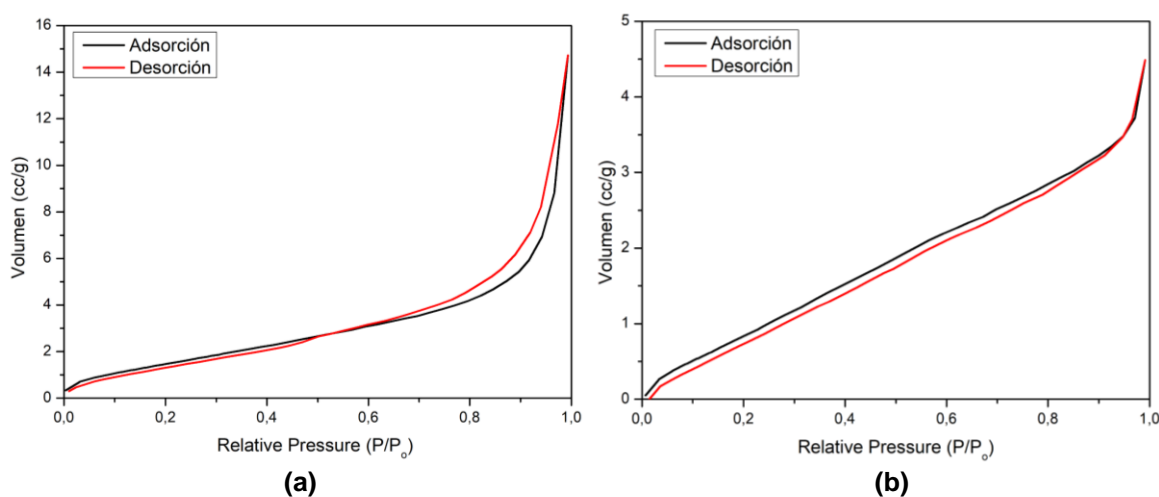 16
14
12
10
8
6
4
2
0
Volumen (cc/g)
Adsorción
Desorción
0,0 0,2 0,4 0,6 0,8 1,0
Relative Pressure (P/Po)
(a)
5
4
3
2
1
0
Volumen (cc/g)
Adsorción
Desorción
0,0 0,2 0,4 0,6 0,8 1,0
Relative Pressure (P/Po)
(b)